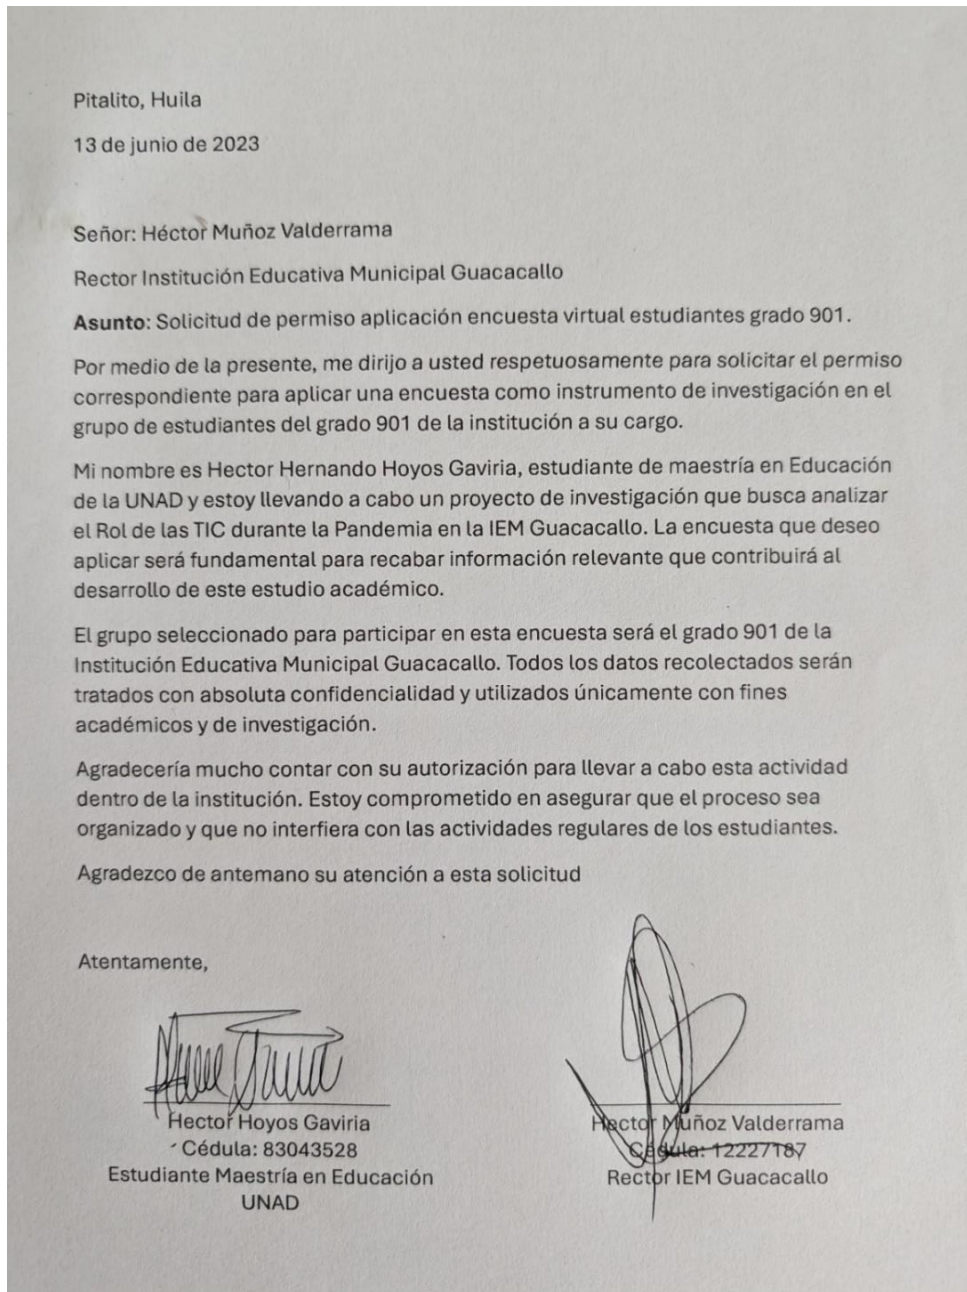 Pitalito, Huila
13 de junio de 2023
Señor: Héctor Muñoz Valderrama
Rector Institución Educativa Municipal Guacacallo
Asunto: Solicitud de permiso aplicación encuesta virtual estudiantes grado 901.
Por medio de la presente, me dirijo a usted respetuosamente para solicitar el permiso
correspondiente para aplicar una encuesta como instrumento de investigación en el
grupo de estudiantes del grado 901 de la institución a su cargo.
Mi nombre es Hector Hernando Hoyos Gaviria, estudiante de maestría en Educación
de la UNAD y estoy llevando a cabo un proyecto de investigación que busca analizar
el Rol de las TIC durante la Pandemia en la IEM Guacacallo. La encuesta que deseo
aplicar será fundamental para recabar información relevante que contribuirá al
desarrollo de este estudio académico.
El grupo seleccionado para participar en esta encuesta será el grado 901 de la
Institución Educativa Municipal Guacacallo. Todos los datos recolectados serán
tratados con absoluta confidencialidad y utilizados únicamente con fines
académicos y de investigación.
Agradecería mucho contar con su autorización para llevar a cabo esta actividad
dentro de la institución. Estoy comprometido en asegurar que el proceso sea
organizado y que no interfiera con las actividades regulares de los estudiantes.
Agradezco de antemano su atención a esta solicitud
Atentamente,
Hector Hoyos Gaviria
Cédula: 83043528
Estudiante Maestría en Educación
UNAD
Hector Muñoz Valderrama
Cédula: 12227187
Rector IEM Guacacallo